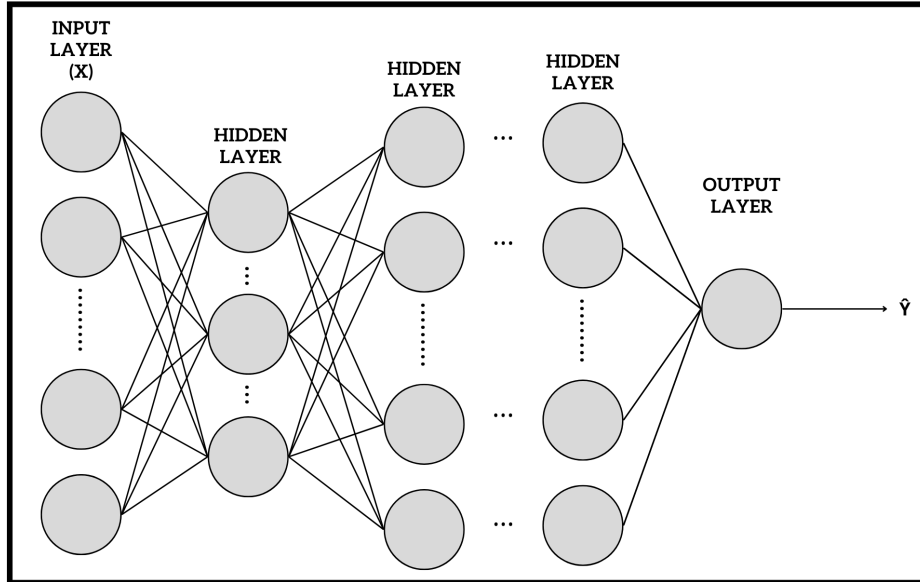 INPUT
LAYER
(X)
HIDDEN
LAYER
HIDDEN
LAYER
HIDDEN
LAYER
OUTPUT
LAYER
Ŷ